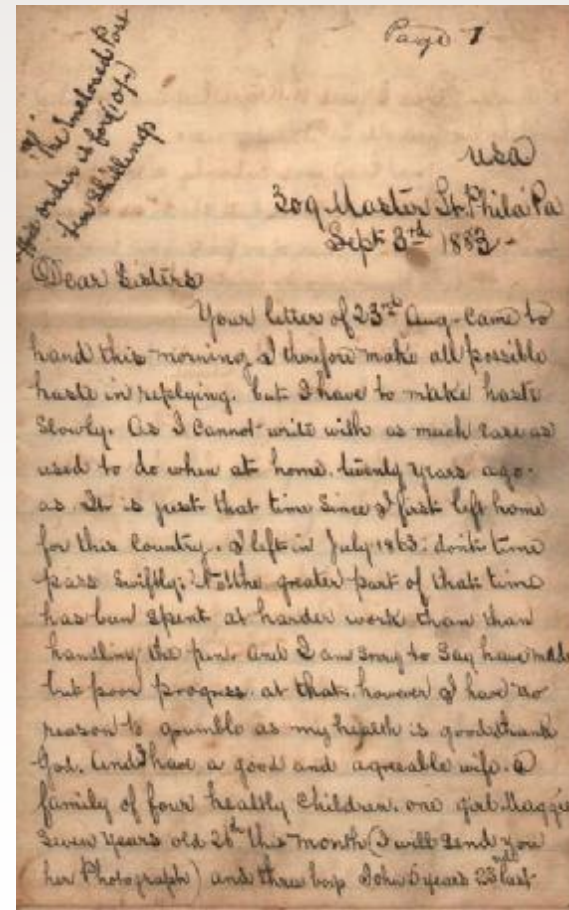 Page 1
The Enclosed Post
office order is for (10/-)
ten Shillings
USA
309 Master St. Phila Pa
Sept 3rd 1883-
Dear Sisters
Your letter of 23rd Aug- Came to
hand this morning, I therefore make all possible
haste in replying. but I have to make haste
Slowly. As I Cannot write with as much ease as
used to do when at home. twenty years ago.
as It is just that time Since I first left home
for this Country. I left in July 1863: don't time
pass Swiftly; the greater part of that time
has been Spent at harder work than than
handling the pen. and I am Sorry to Say have made
but poor progress. at that. however I have no
reason to grumble as my health is good, thank
God. And I have a good and agreeable wife. a
family of four healthy Children. one girl Maggie
Seven years old 26th this month (I will Send you
her Photograph) and three boys John 5 years 23rd last